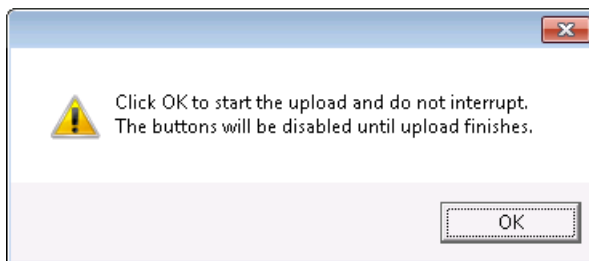 Click OK to start the upload and do not interrupt.
The buttons will be disabled until upload finishes.
OK